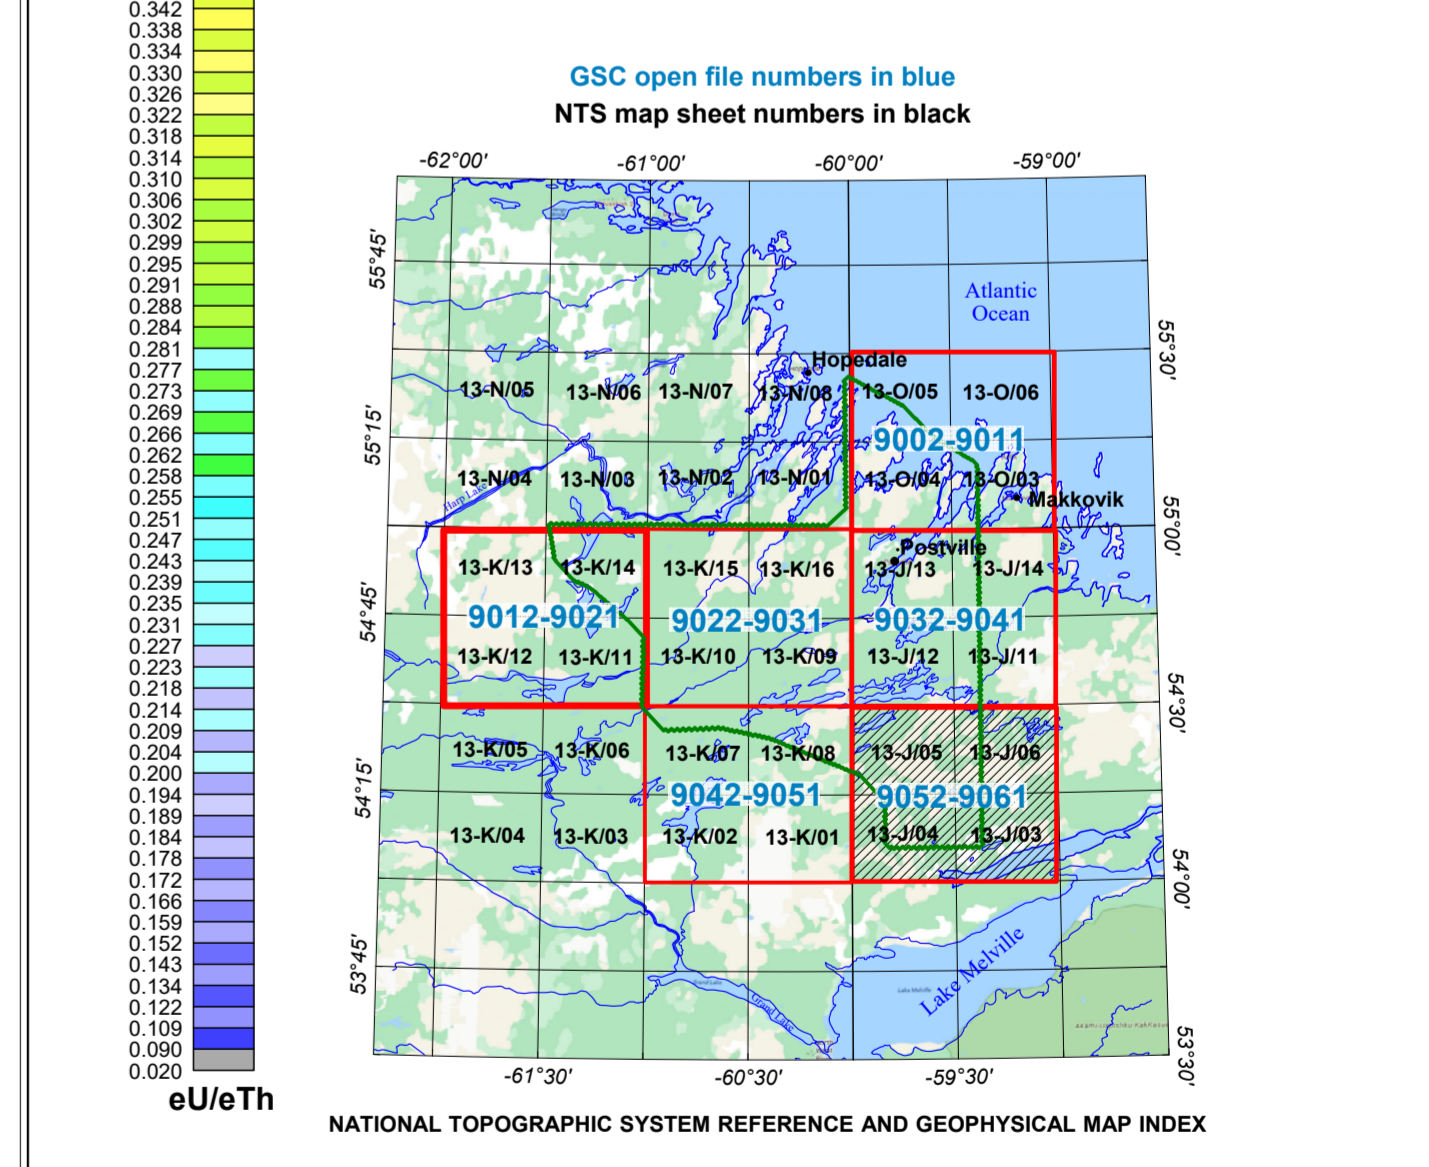 0.342
0.338
0.334
0.330
0.326
0.322
0.318
0.314
0.310
0.306
0.302
0.299
0.295
0.291
0.288
0.284
0.281
0.277
0.273
0.269
0.266
0.262
0.258
0.255
0.251
0.247
0.243
0.239
0.235
0.231
0.227
0.223
0.218
0.214
0.209
0.204
0.200
0.194
0.189
0.184
0.178
0.172
0.166
0.159
0.152
0.143
0.134
0.122
0.109
0.090
0.020
eU/eTh
GSC open file numbers in blue
NTS map sheet numbers in black
-62°00' -61°00' -60°00' -59°00'
55°45'
Atlantic
Ocean
55°30'
Hopedale
13-N/05 13-N/06 13-N/07 13-N/08 13-O/05 13-O/06
55°15'
9002-9011
13-N/04 13-N/03 13-N/02 13-N/01 13-O/04 13-O/03
Harp Lake
Makkovik
55°00'
Postville
13-K/13 13-K/14 13-K/15 13-K/16 13-J/13 13-J/14
54°45'
9012-9021 9022-9031 9032-9041
13-K/12 13-K/11 13-K/10 13-K/09 13-J/12 13-J/11
54°30'
13-K/05 13-K/06 13-K/07 13-K/08 13-J/05 13-J/06
54°15'
9042-9051 9052-9061
13-K/04 13-K/03 13-K/02 13-K/01 13-J/04 13-J/03
54°00'
53°45'
Lake Melville
Lake Melville
Grand Lake
Grand Lake
53°30'
-61°30' -60°30' -59°30'
NATIONAL TOPOGRAPHIC SYSTEM REFERENCE AND GEOPHYSICAL MAP INDEX